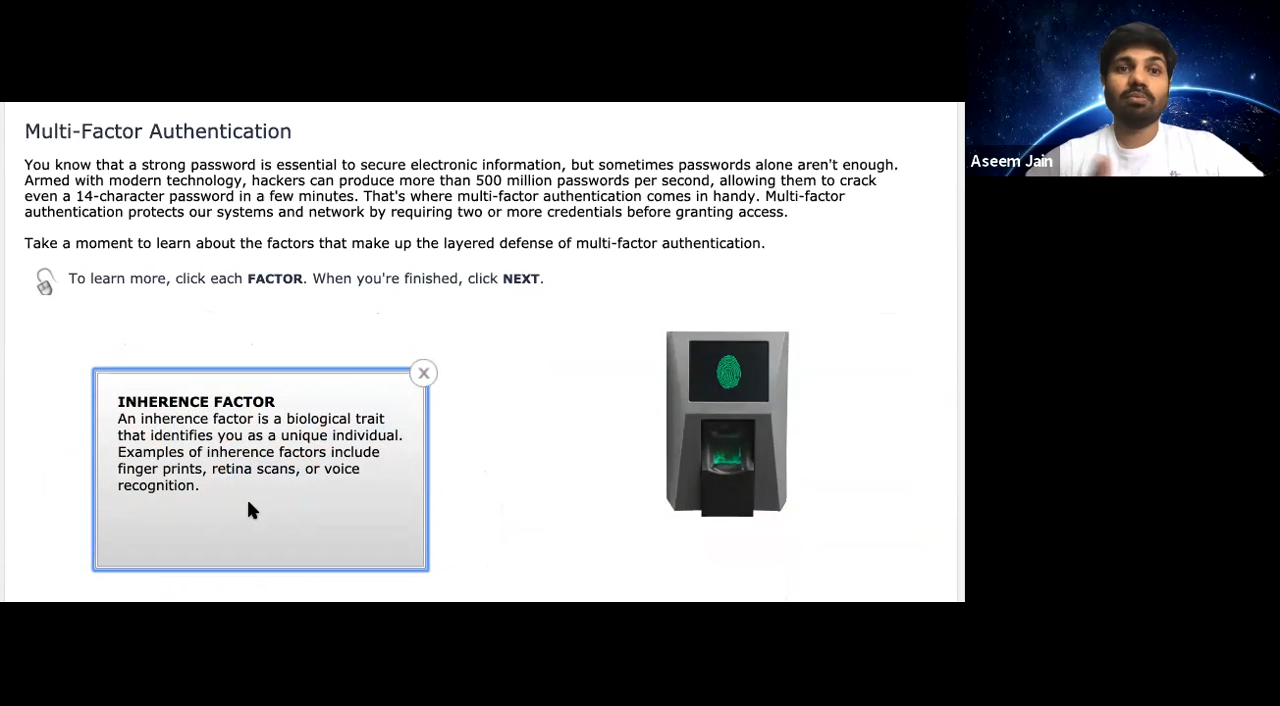 Multi-Factor Authentication
You know that a strong password is essential to secure electronic information, but sometimes passwords alone aren't enough.
Armed with modern technology, hackers can produce more than 500 million passwords per second, allowing them to crack
even a 14-character password in a few minutes. That's where multi-factor authentication comes in handy. Multi-factor
authentication protects our systems and network by requiring two or more credentials before granting access.
Take a moment to learn about the factors that make up the layered defense of multi-factor authentication.
To learn more, click each FACTOR. When you're finished, click NEXT.
X
INHERENCE FACTOR
An inherence factor is a biological trait
that identifies you as a unique individual.
Examples of inherence factors include
finger prints, retina scans, or voice
recognition.
Aseem Jain